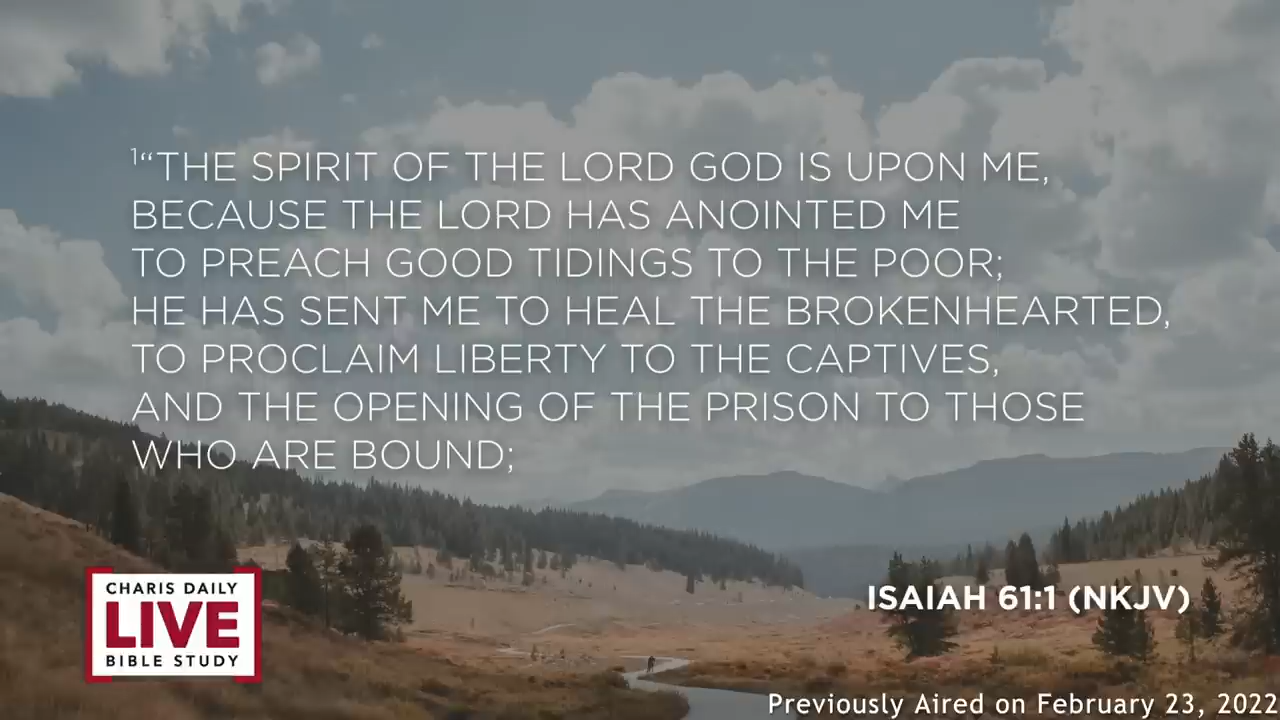 1“THE SPIRIT OF THE LORD GOD IS UPON ME,
BECAUSE THE LORD HAS ANOINTED ME
TO PREACH GOOD TIDINGS TO THE POOR;
HE HAS SENT ME TO HEAL THE BROKENHEARTED,
TO PROCLAIM LIBERTY TO THE CAPTIVES,
AND THE OPENING OF THE PRISON TO THOSE
WHO ARE BOUND;
ISAIAH 61:1 (NKJV)
CHARIS DAILY
LIVE
BIBLE STUDY
Previously Aired on February 23, 2022